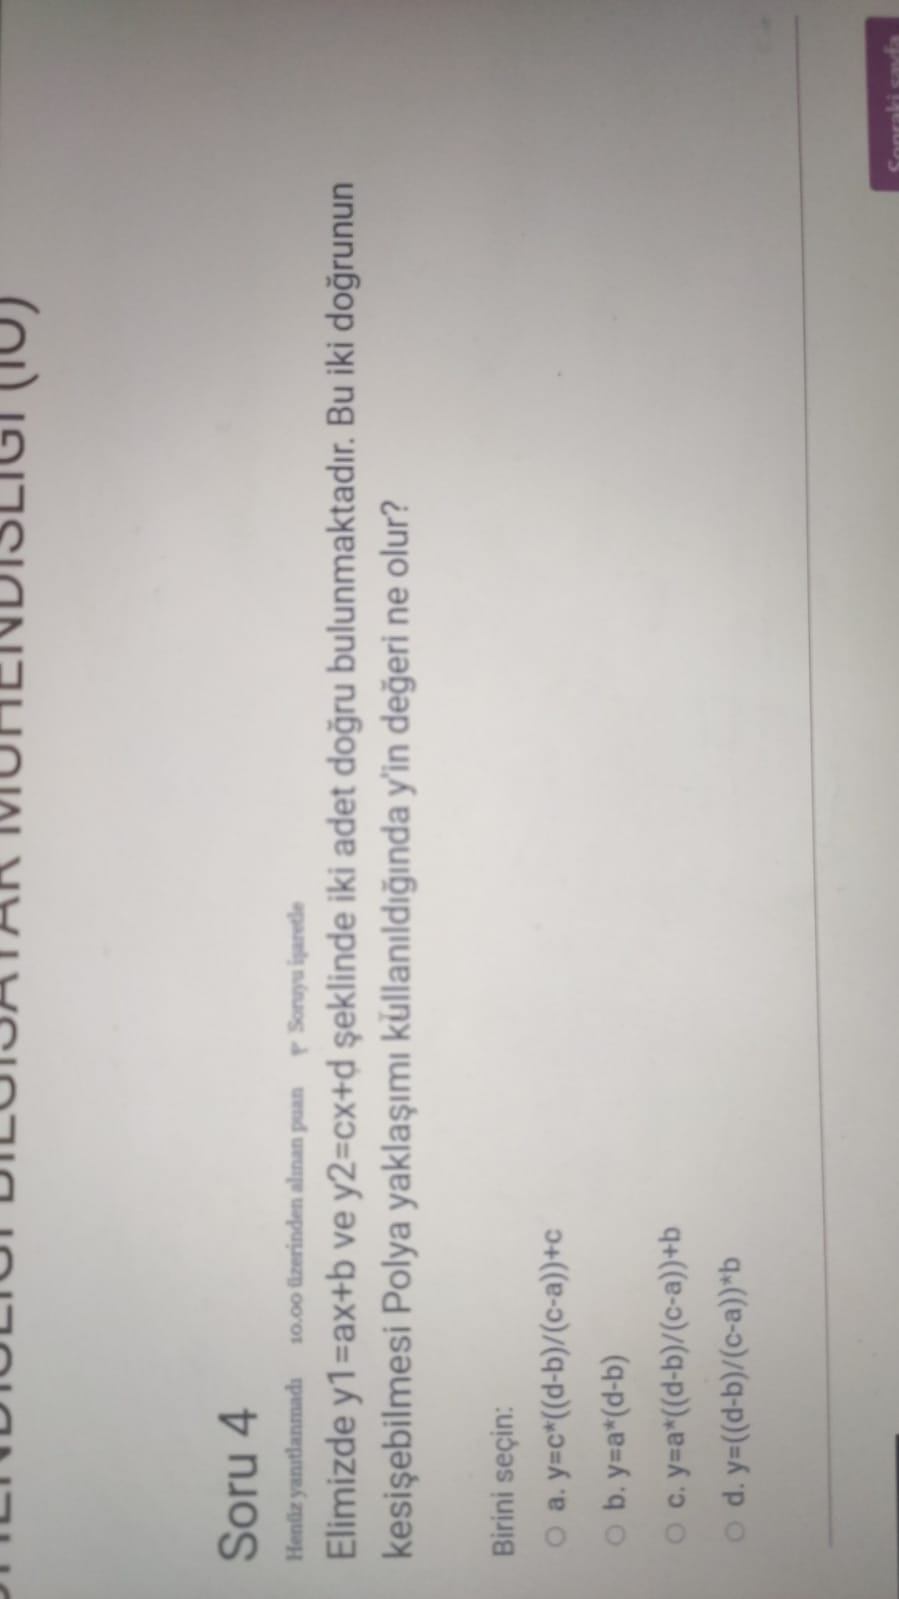 BİLGİSAYAR MÜHENDİSLİĞİ (İÖ)
Soru 4
Henüz yanıtlanmadı 10.00 üzerinden alınan puan Soruyu işaretle
Elimizde y1=ax+b ve y2=cx+d şeklinde iki adet doğru bulunmaktadır. Bu iki doğrunun
kesişebilmesi Polya yaklaşımı kullanıldığında y'in değeri ne olur?
Birini seçin:
a. y=c*((d-b)/(c-a))+c
b. y=a*(d-b)
c. y=a*((d-b)/(c-a))+b
d. y=((d-b)/(c-a))*b
Sonraki sayfa